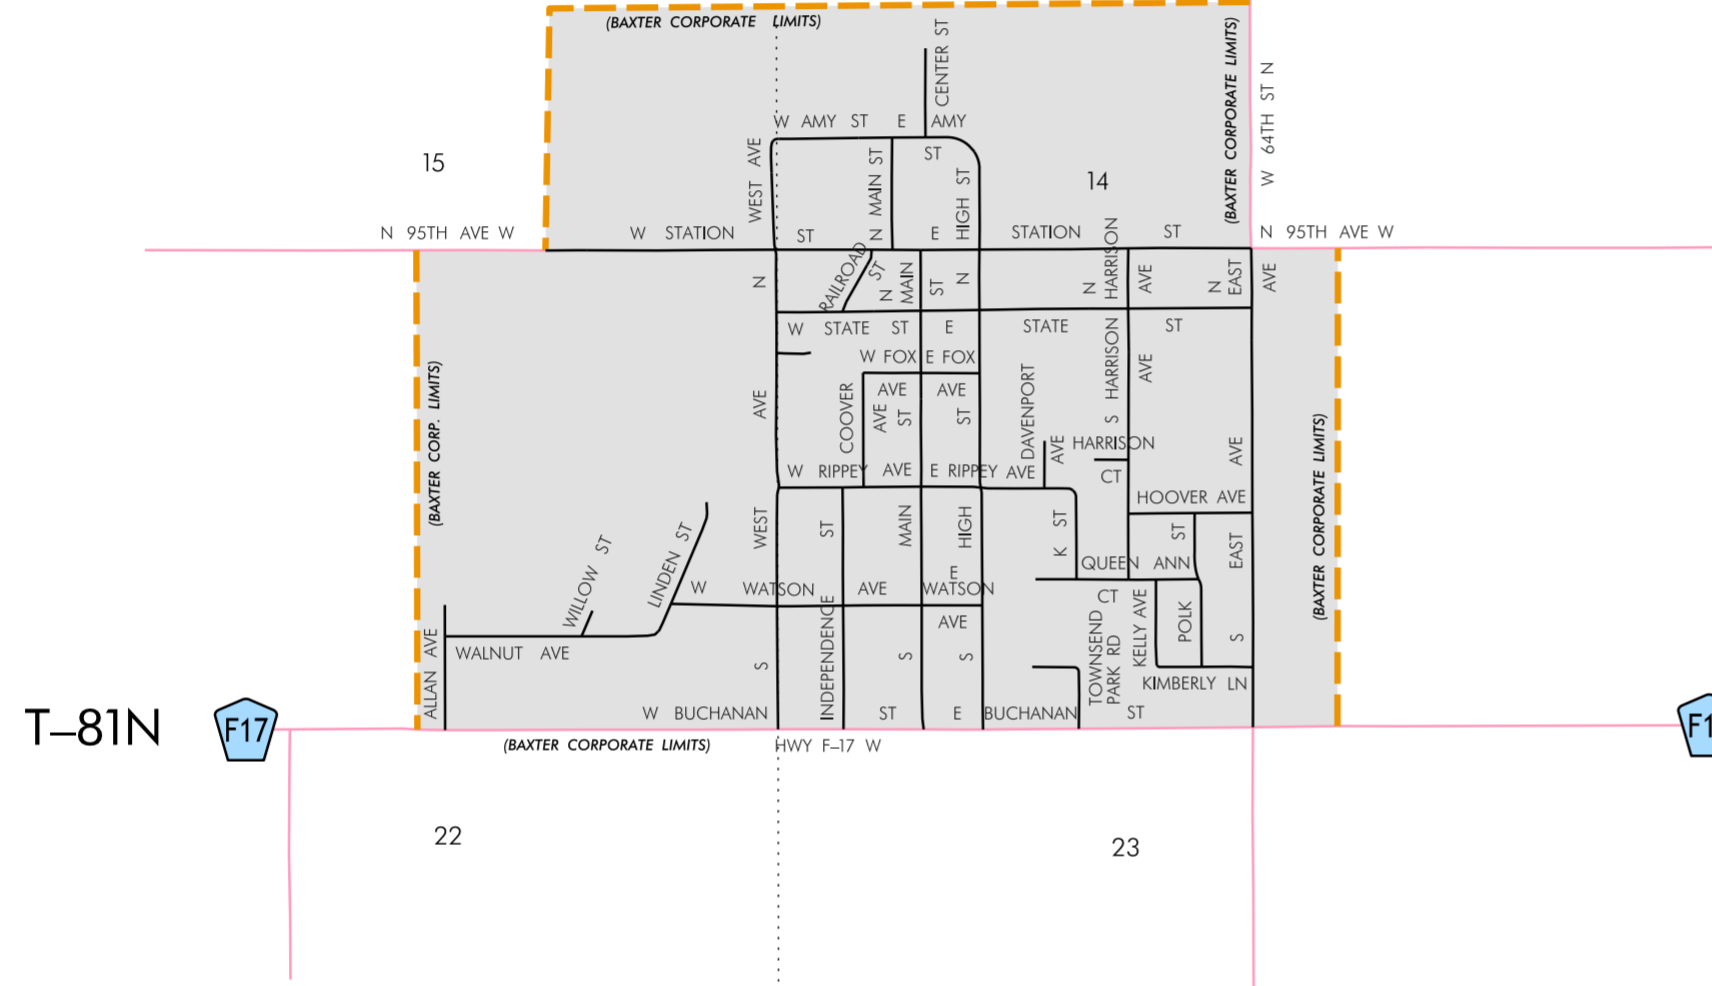 (BAXTER CORPORATE LIMITS)
CENTER ST
(BAXTER CORPORATE LIMITS)
W 64TH ST N
W AMY ST E AMY
ST
15
WEST AVE
N MAIN ST
HIGH ST
14
N 95TH AVE W
W STATION ST E STATION ST
N 95TH AVE W
N
RAILROAD ST
N MAIN ST
N
N HARRISON AVE
N EAST AVE
W STATE ST E STATE ST
W FOX E FOX
AVE AVE
(BAXTER CORP. LIMITS)
AVE
COOVER AVE
ST
ST
DAVENPORT AVE
S HARRISON AVE
HARRISON
CT
AVE
(BAXTER CORPORATE LIMITS)
W RIPPEY AVE E RIPPEY AVE
HOOVER AVE
WILLOW ST
LINDEN ST
WEST
ST
MAIN
HIGH
K ST
ST
EAST
QUEEN ANN
CT
W WATSON AVE
E
WATSON
AVE
ALLAN AVE
WALNUT AVE
S
INDEPENDENCE
S
S
TOWNSEND
PARK RD
KELLY AVE
POLK
S
KIMBERLY LN
T–81N
F17
W BUCHANAN ST E BUCHANAN ST
(BAXTER CORPORATE LIMITS)
HWY F–17 W
F1
22
23